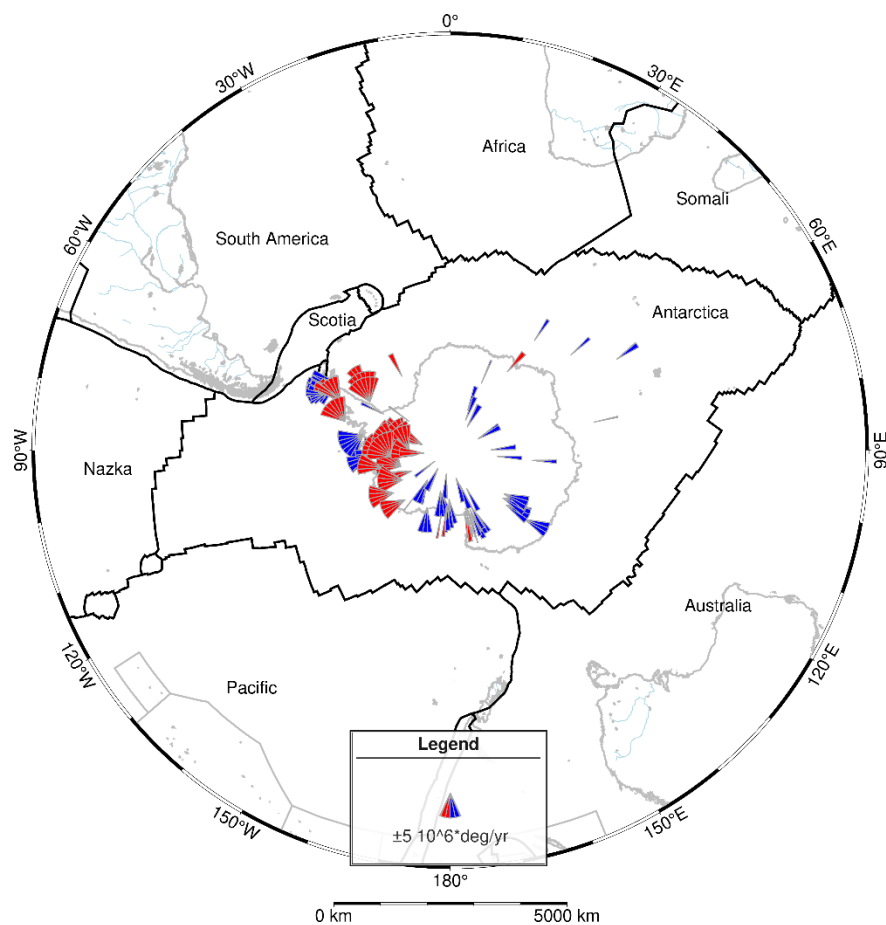 0°
30°W
30°E
Africa
Somali
60°W
South America
60°E
Scotia
Antarctica
90°W
Nazka
90°E
Australia
120°W
120°E
Pacific
Legend
±5 10^6*deg/yr
150°W
150°E
180°
0 km
5000 km